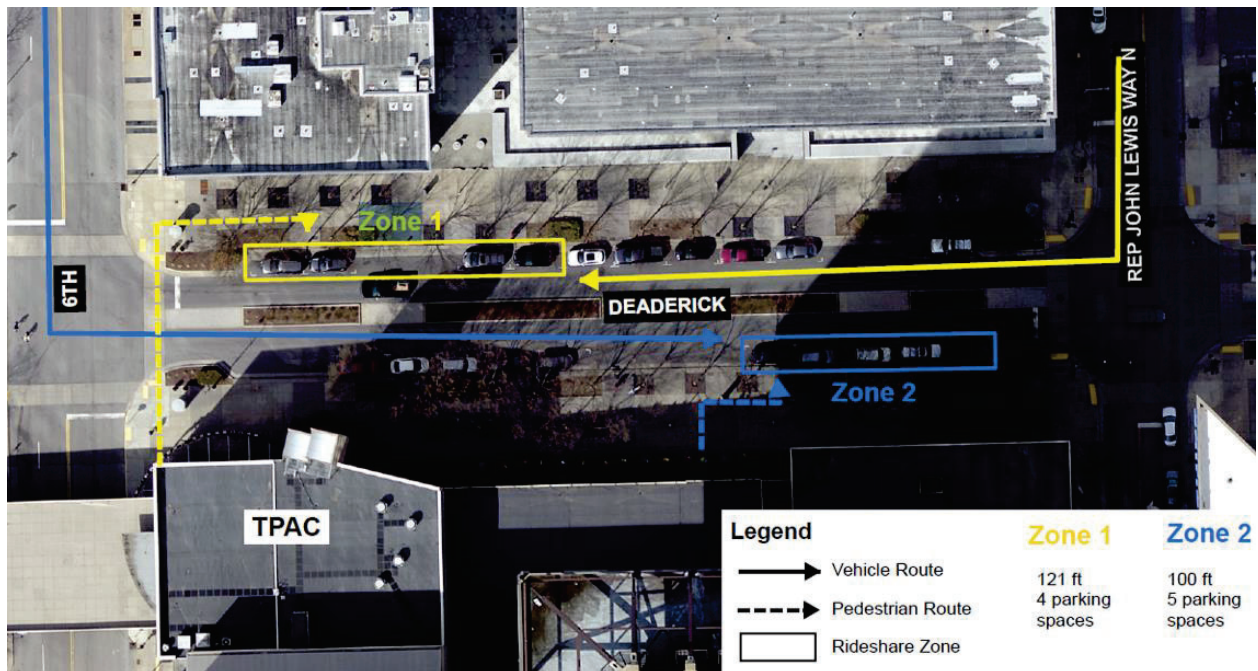 REP JOHN LEWIS WAY N
Zone 1
6TH
DEADERICK
Zone 2
TPAC
Legend
Vehicle Route
Pedestrian Route
Rideshare Zone
Zone 1
121 ft
4 parking
spaces
Zone 2
100 ft
5 parking
spaces